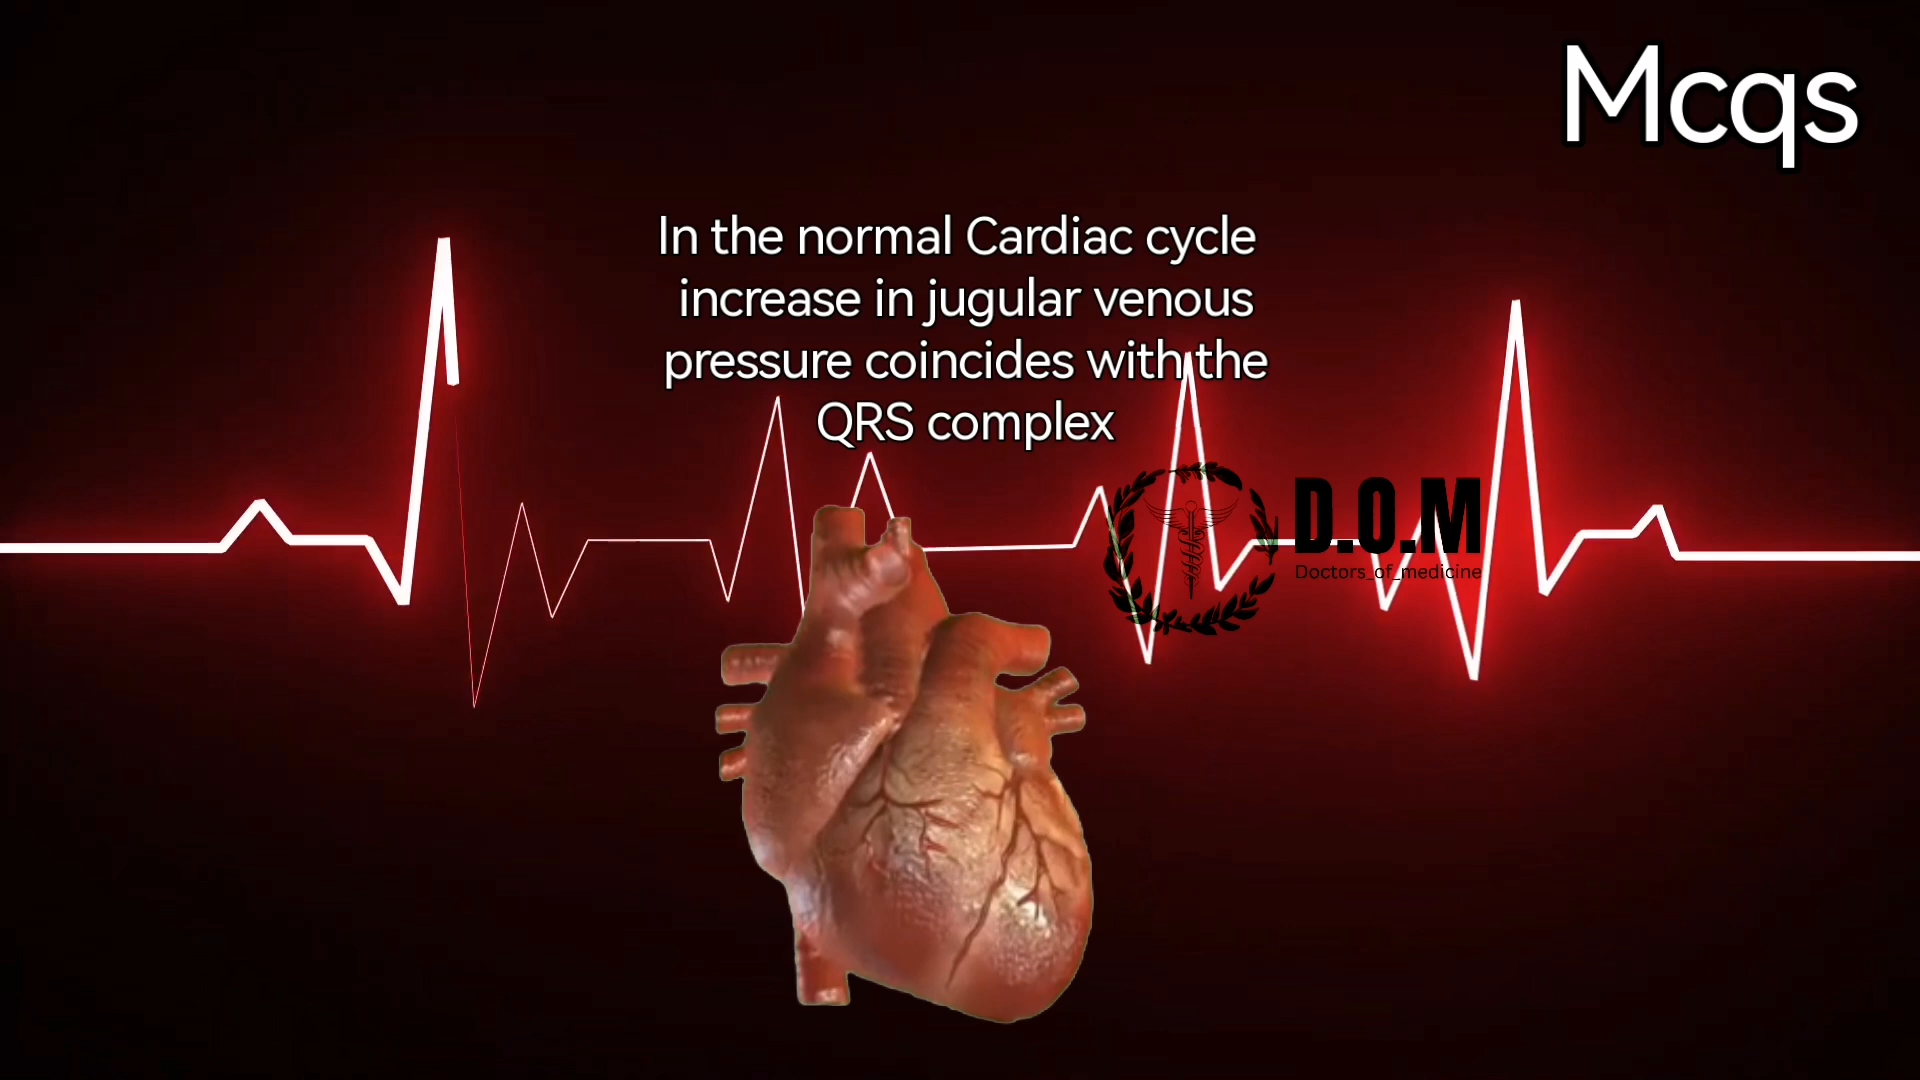 Mcqs
In the normal Cardiac cycle
increase in jugular venous
pressure coincides with the
QRS complex
D.O.M
Doctors_of_medicine